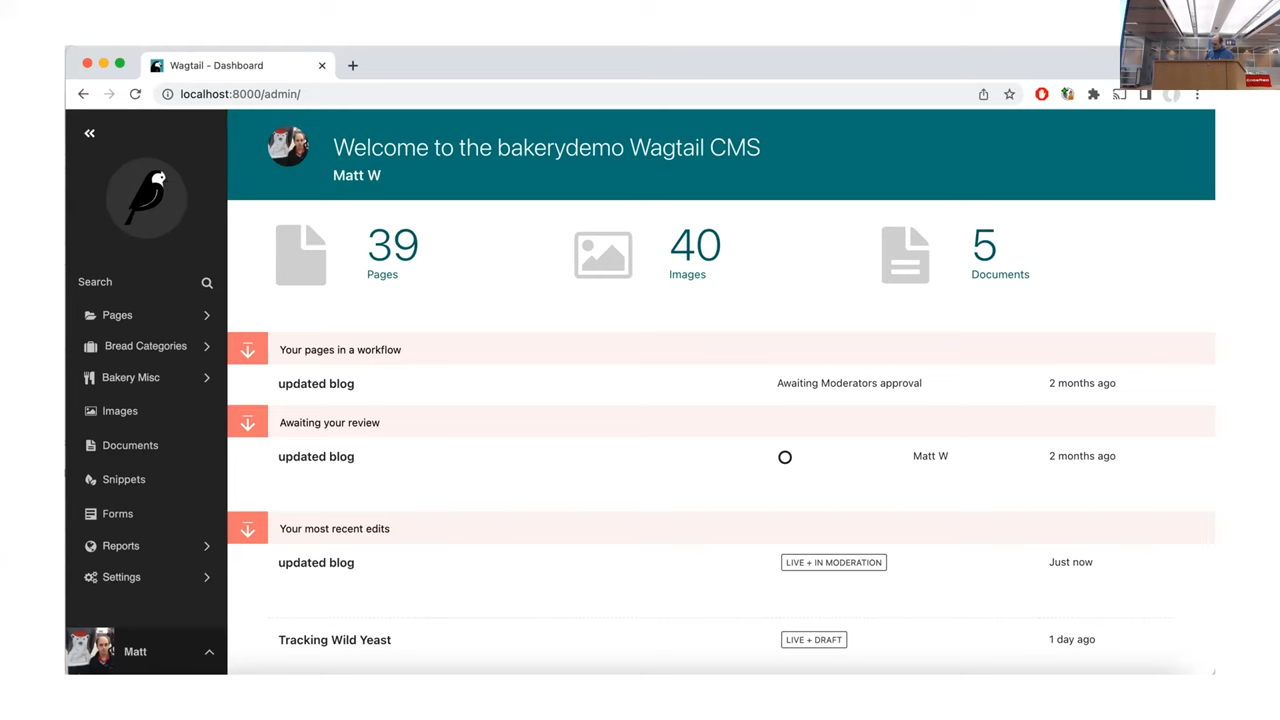 Wagtail - Dashboard
localhost:8000/admin/
Welcome to the bakerydemo Wagtail CMS
Matt W
39
Pages
40
Images
5
Documents
Search
Pages
Bread Categories
Bakery Misc
Images
Documents
Snippets
Forms
Reports
Settings
Matt
Your pages in a workflow
updated blog
Awaiting Moderators approval
2 months ago
Awaiting your review
updated blog
Matt W
2 months ago
Your most recent edits
updated blog
LIVE + IN MODERATION
Just now
Tracking Wild Yeast
LIVE + DRAFT
1 day ago